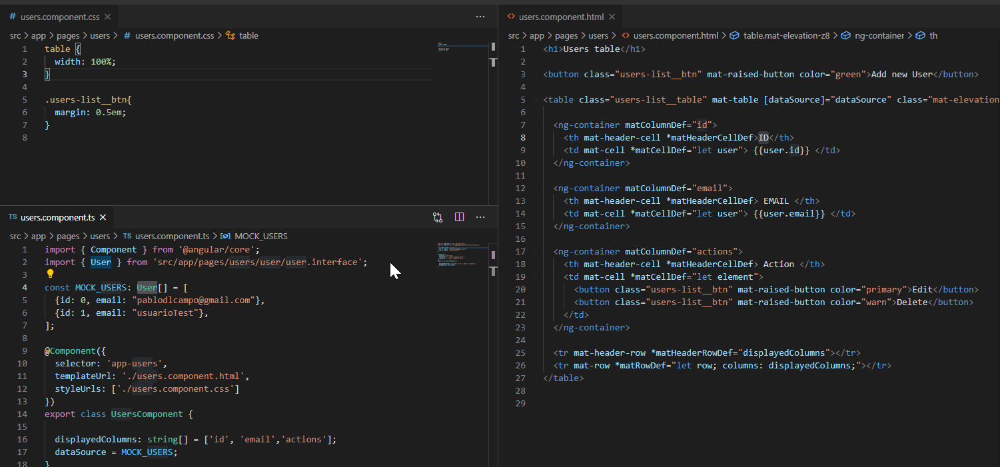 # users.component.css
src > app > pages > users > # users.component.css > table
1 table {
2   width: 100%;
3 }
4
5 .users-list__btn{
6   margin: 0.5em;
7 }
8
TS users.component.ts
src > app > pages > users > TS users.component.ts > MOCK_USERS
1 import { Component } from '@angular/core';
2 import { User } from 'src/app/pages/users/user/user.interface';
3
4 const MOCK_USERS: User[] = [
5   {id: 0, email: "pablodlcampo@gmail.com"},
6   {id: 1, email: "usuarioTest"},
7 ];
8
9 @Component({
10   selector: 'app-users',
11   templateUrl: './users.component.html',
12   styleUrls: ['./users.component.css']
13 })
14 export class UsersComponent {
15
16   displayedColumns: string[] = ['id', 'email','actions'];
17   dataSource = MOCK_USERS;
18 }
<> users.component.html
src > app > pages > users > <> users.component.html > table.mat-elevation-z8 > ng-container > th
1 <h1>Users table</h1>
2
3 <button class="users-list__btn" mat-raised-button color="green">Add new User</button>
4
5 <table class="users-list__table" mat-table [dataSource]="dataSource" class="mat-elevation
6
7   <ng-container matColumnDef="id">
8     <th mat-header-cell *matHeaderCellDef>ID</th>
9     <td mat-cell *matCellDef="let user"> {{user.id}} </td>
10   </ng-container>
11
12   <ng-container matColumnDef="email">
13     <th mat-header-cell *matHeaderCellDef> EMAIL </th>
14     <td mat-cell *matCellDef="let user"> {{user.email}} </td>
15   </ng-container>
16
17   <ng-container matColumnDef="actions">
18     <th mat-header-cell *matHeaderCellDef> Action </th>
19     <td mat-cell *matCellDef="let element">
20       <button class="users-list__btn" mat-raised-button color="primary">Edit</button>
21       <button class="users-list__btn" mat-raised-button color="warn">Delete</button>
22     </td>
23   </ng-container>
24
25   <tr mat-header-row *matHeaderRowDef="displayedColumns"></tr>
26   <tr mat-row *matRowDef="let row; columns: displayedColumns;"></tr>
27 </table>
28
29